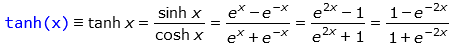 tanh(x) ≡ tanh x = sinh x / cosh x = (e^x − e^−x) / (e^x + e^−x) = (e^2x − 1) / (e^2x + 1) = (1 − e^−2x) / (1 + e^−2x)